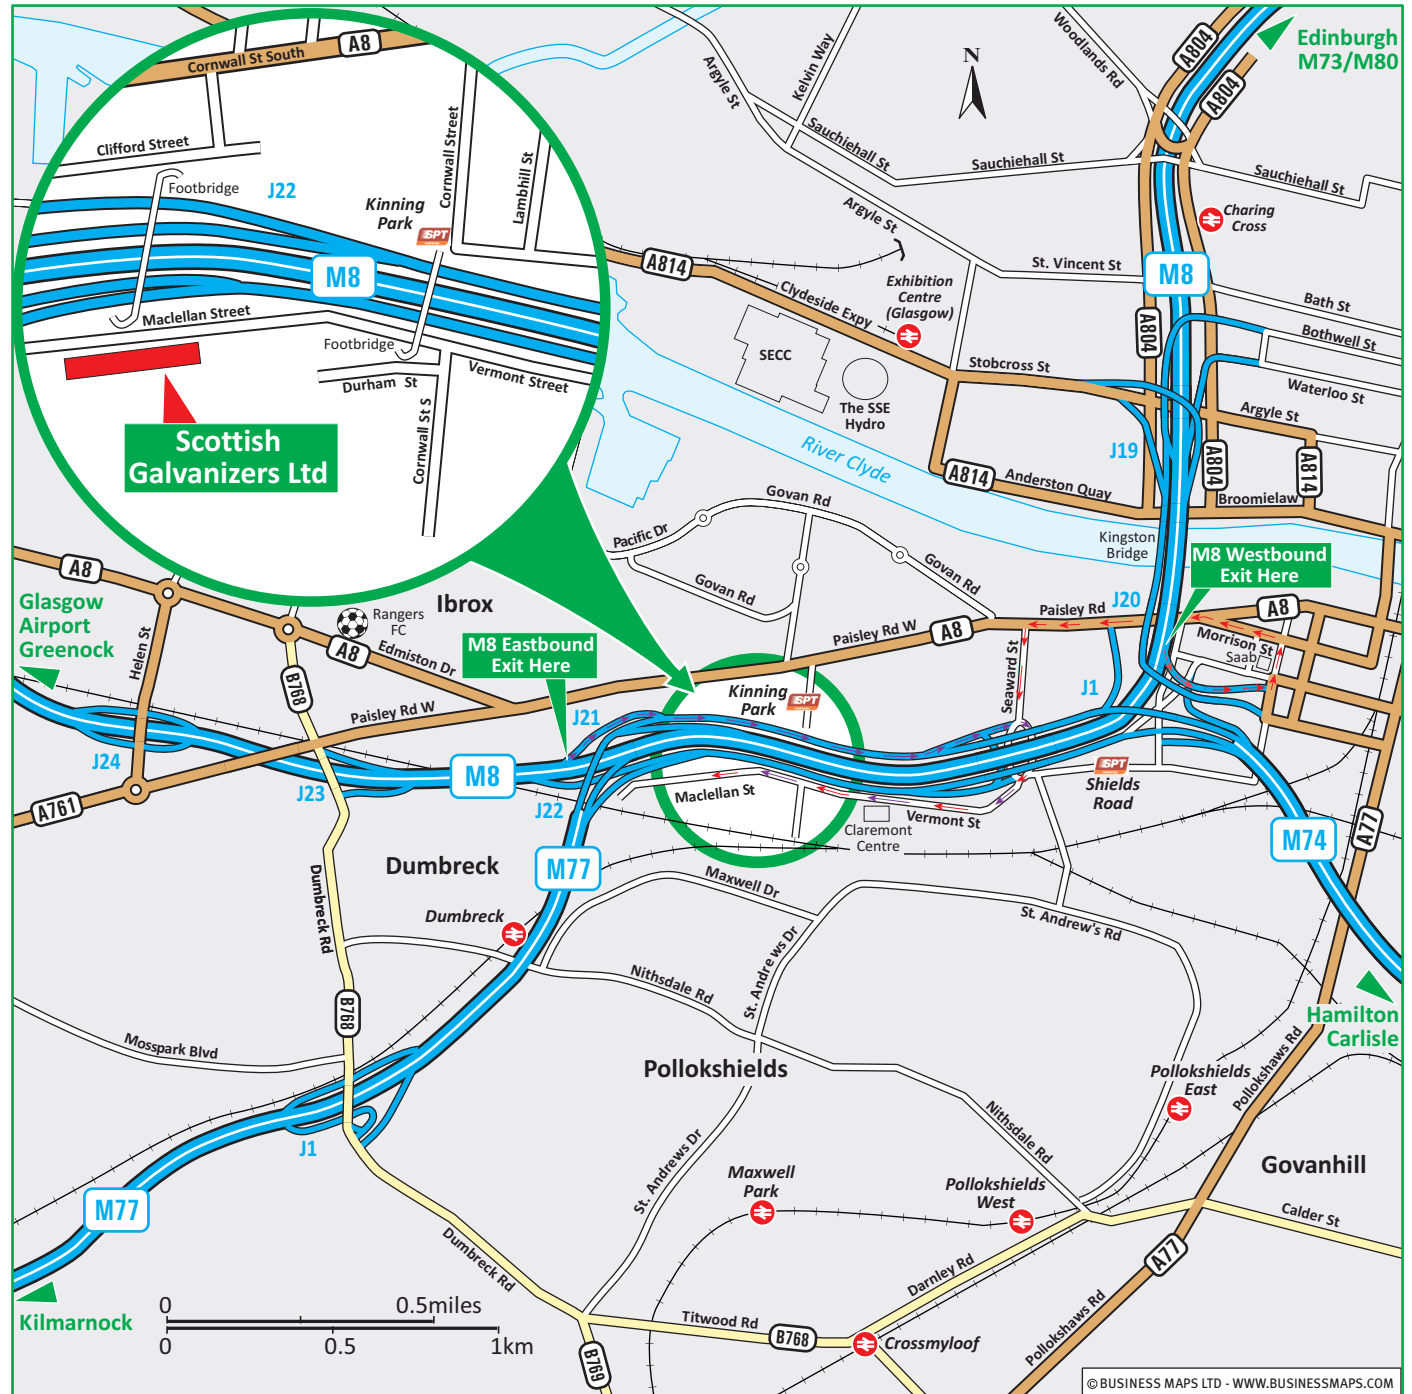 A8
Cornwall St South
Clifford Street
Footbridge
J22
Cornwall Street
Lambhill St
Kinning
Park
SPT
M8
Maclellan Street
Footbridge
Durham St
Vermont Street
Cornwall St S
Scottish
Galvanizers Ltd
Argyle St
Kelvin Way
Woodlands Rd
N
A804
A804
Edinburgh
M73/M80
Sauchiehall St
Sauchiehall St
Sauchiehall St
Argyle St
Charing
Cross
A814
St. Vincent St
M8
Bath St
Clydeside Expy
Exhibition
Centre
(Glasgow)
A804
Bothwell St
SECC
Stobcross St
Waterloo St
The SSE
Hydro
Argyle St
River Clyde
J19
A804
A814
A814
Anderston Quay
Broomielaw
Govan Rd
Pacific Dr
Kingston
Bridge
M8 Westbound
Exit Here
Govan Rd
Govan Rd
A8
Glasgow
Airport
Greenock
Ibrox
Rangers
FC
Helen St
A8
Edmiston Dr
M8 Eastbound
Exit Here
Paisley Rd W
A8
Paisley Rd
J20
A8
Morrison St
Saab
Seaward St
B768
Paisley Rd W
J21
Kinning
Park
SPT
J1
J24
A761
J23
M8
J22
Maclellan St
Vermont St
Claremont
Centre
SPT
Shields
Road
M74
A77
M77
Dumbreck
Dumbreck
Dumbreck Rd
Maxwell Dr
St. Andrew's Rd
St. Andrews Dr
Nithsdale Rd
B768
Mosspark Blvd
Hamilton
Carlisle
Pollokshields
Pollokshields
East
Pollokshaws Rd
Nithsdale Rd
J1
St. Andrews Dr
Maxwell
Park
Pollokshields
West
Govanhill
M77
Calder St
Dumbreck Rd
Darnley Rd
A77
Kilmarnock
0
0.5miles
0
0.5
1km
Titwood Rd
B768
Crossmyloof
B769
Pollokshaws Rd
© BUSINESS MAPS LTD - WWW.BUSINESSMAPS.COM